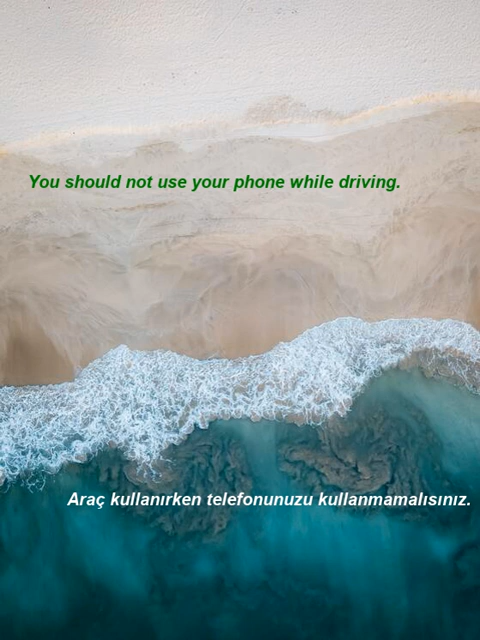 You should not use your phone while driving.
Araç kullanırken telefonunuzu kullanmamalısınız.